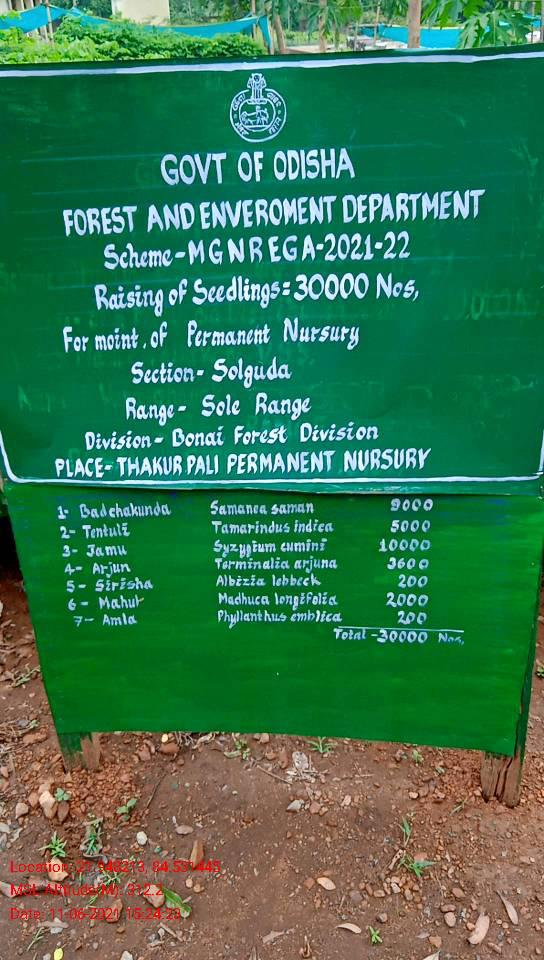 GOVT OF ODISHA
FOREST AND ENVEROMENT DEPARTMENT
Scheme-MGNREGA-2021-22
Raising of Seedlings=30000 Nos,
For moint. of Permanent Nursury
Section- Solguda
Range- Sole Range
Division- Bonai Forest Division
PLACE- THAKUR PALI PERMANENT NURSURY
1- Badchakunda Samanea saman 9000
2- Tentuli Tamarindus indica 5000
3- Jamu Syzygium cumini 10000
4- Arjun Terminalia arjuna 3600
5- Sirisha Albizia lebbeck 200
6- Mahul Madhuca longifolia 2000
7- Amla Phyllanthus emblica 200
Total-30000 Nos,
Location: 21.948213, 84.531445
MSL Altitude(M): 312.2
Date: 11-06-2021 15:24:23